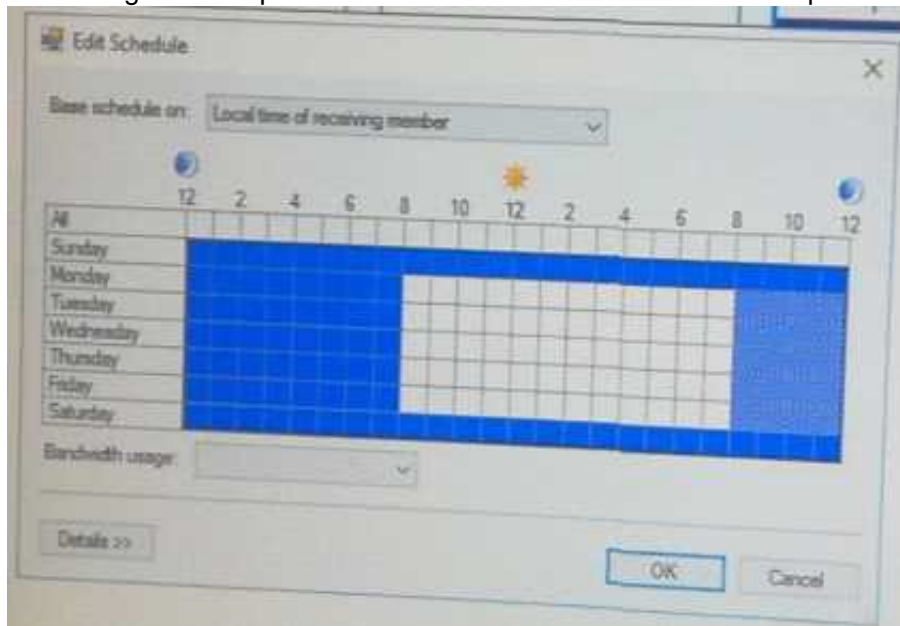 Edit Schedule
Base schedule on: Local time of receiving member
12 2 4 6 8 10 12 2 4 6 8 10 12
All
Sunday
Monday
Tuesday
Wednesday
Thursday
Friday
Saturday
Bandwidth usage:
Details >>
OK Cancel